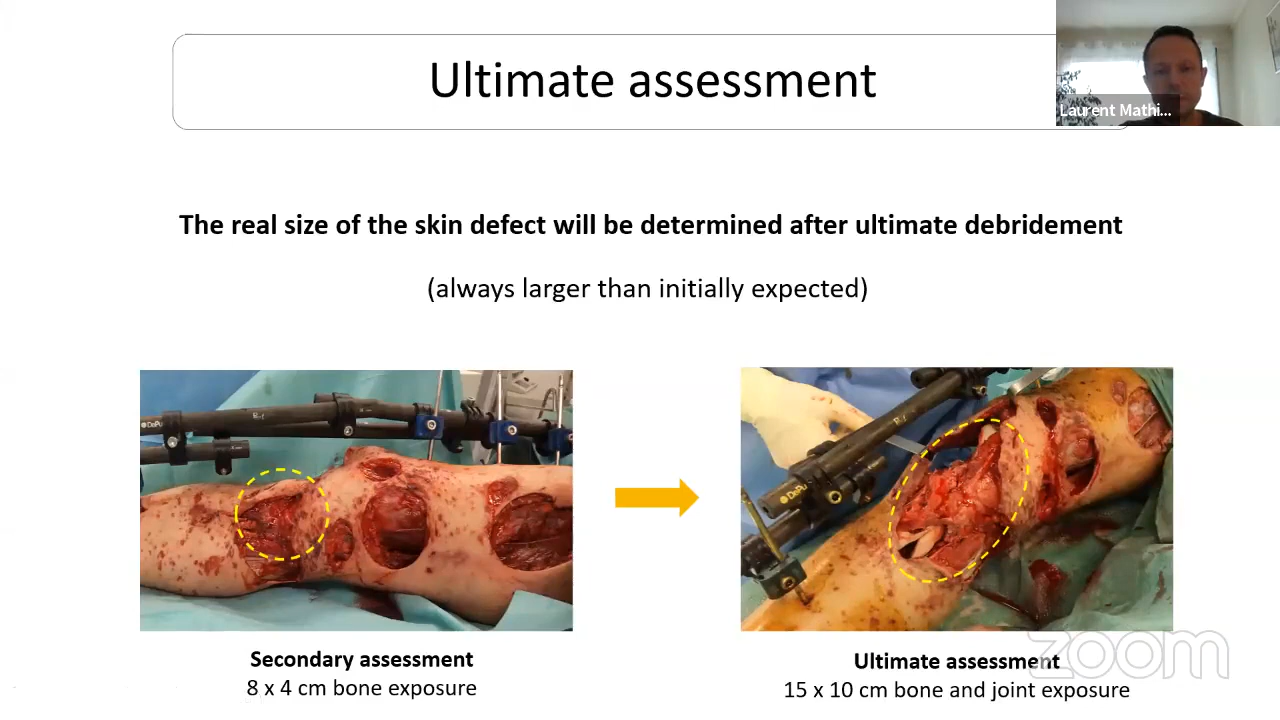 Ultimate assessment
Laurent Mathi...
The real size of the skin defect will be determined after ultimate debridement
(always larger than initially expected)
DePu
DePu
Secondary assessment
8 x 4 cm bone exposure
Ultimate assessment
15 x 10 cm bone and joint exposure
zoom